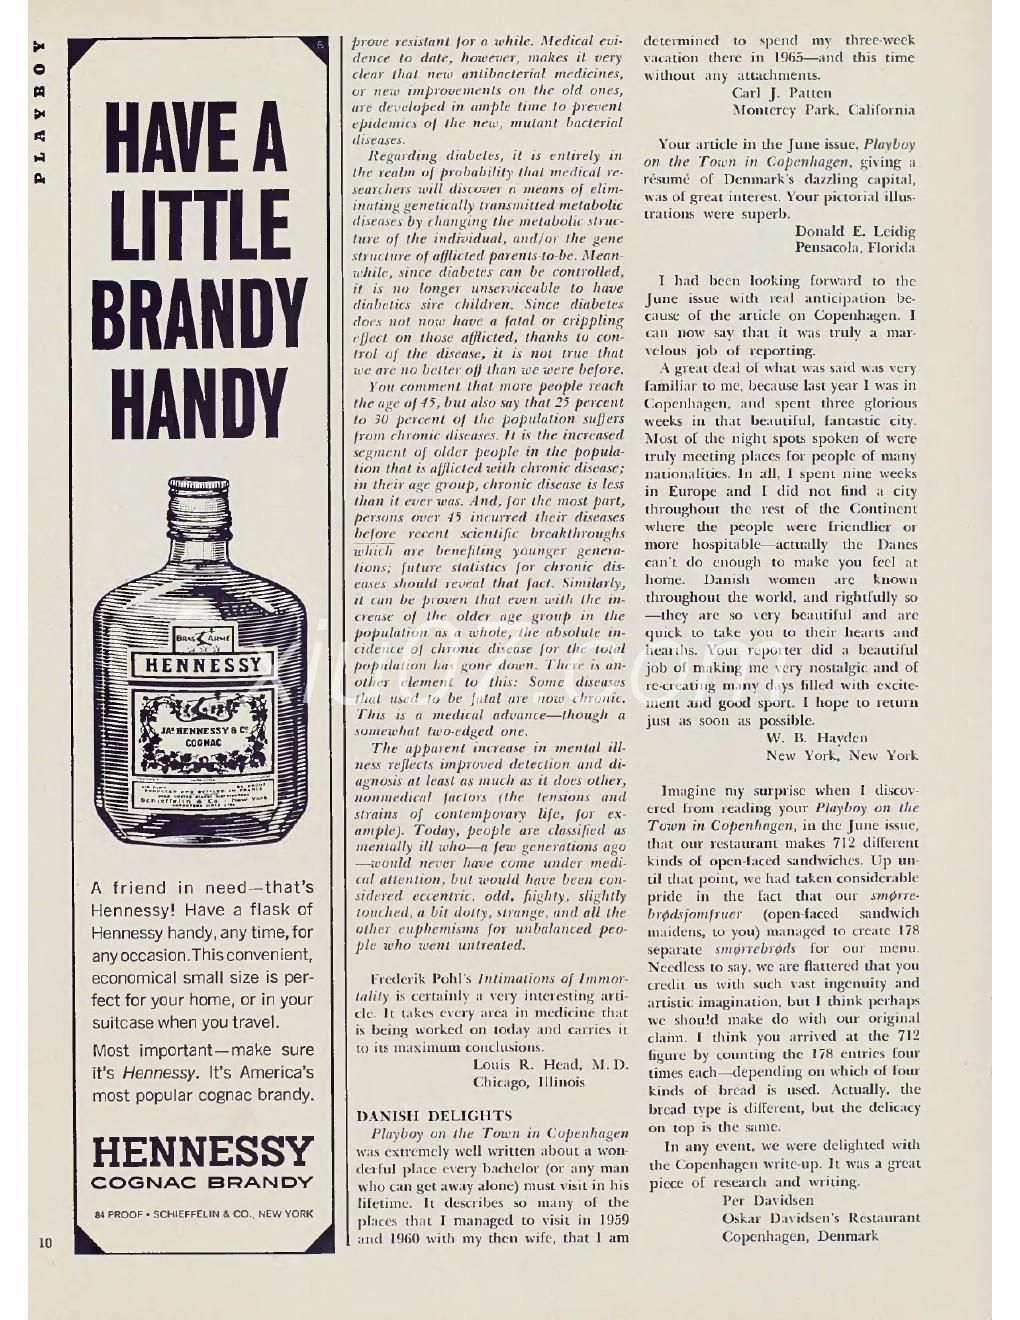 PLAYBOY
HAVE A
LITTLE
BRANDY
HANDY
BRAS ARMÉ
HENNESSY
JAS HENNESSY & Co
COGNAC
Schieffelin & Co. New York
A friend in need—that's
Hennessy! Have a flask of
Hennessy handy, any time, for
any occasion. This convenient,
economical small size is per-
fect for your home, or in your
suitcase when you travel.
Most important—make sure
it's Hennessy. It's America's
most popular cognac brandy.
HENNESSY
COGNAC BRANDY
84 PROOF • SCHIEFFELIN & CO., NEW YORK
10
prove resistant for a while. Medical evi-
dence to date, however, makes it very
clear that new antibacterial medicines,
or new improvements on the old ones,
are developed in ample time to prevent
epidemics of the new, mutant bacterial
diseases.
Regarding diabetes, it is entirely in
the realm of probability that medical re-
searchers will discover a means of elim-
inating genetically transmitted metabolic
diseases by changing the metabolic struc-
ture of the individual, and/or the gene
structure of afflicted parents-to-be. Mean-
while, since diabetes can be controlled,
it is no longer unserviceable to have
diabetics sire children. Since diabetes
does not now have a fatal or crippling
effect on those afflicted, thanks to con-
trol of the disease, it is not true that
we are no better off than we were before.
You comment that more people reach
the age of 45, but also say that 25 percent
to 30 percent of the population suffers
from chronic diseases. It is the increased
segment of older people in the popula-
tion that is afflicted with chronic disease;
in their age group, chronic disease is less
than it ever was. And, for the most part,
persons over 45 incurred their diseases
before recent scientific breakthroughs
which are benefiting younger genera-
tions; future statistics for chronic dis-
eases should reveal that fact. Similarly,
it can be proven that even with the in-
crease of the older age group in the
population as a whole, the absolute in-
cidence of chronic disease for the total
population has gone down. There is an-
other element to this: Some diseases
that used to be fatal are now chronic.
This is a medical advance—though a
somewhat two-edged one.
The apparent increase in mental ill-
ness reflects improved detection and di-
agnosis at least as much as it does other,
nonmedical factors (the tensions and
strains of contemporary life, for ex-
ample). Today, people are classified as
mentally ill who—a few generations ago
—would never have come under medi-
cal attention, but would have been con-
sidered eccentric, odd, flighty, slightly
touched, a bit dotty, strange, and all the
other euphemisms for unbalanced peo-
ple who went untreated.
Frederik Pohl's Intimations of Immor-
tality is certainly a very interesting arti-
cle. It takes every area in medicine that
is being worked on today and carries it
to its maximum conclusions.
Louis R. Head, M.D.
Chicago, Illinois
DANISH DELIGHTS
Playboy on the Town in Copenhagen
was extremely well written about a won-
derful place every bachelor (or any man
who can get away alone) must visit in his
lifetime. It describes so many of the
places that I managed to visit in 1959
and 1960 with my then wife, that I am
determined to spend my three-week
vacation there in 1965—and this time
without any attachments.
Carl J. Patten
Monterey Park, California
Your article in the June issue, Playboy
on the Town in Copenhagen, giving a
résumé of Denmark's dazzling capital,
was of great interest. Your pictorial illus-
trations were superb.
Donald E. Leidig
Pensacola, Florida
I had been looking forward to the
June issue with real anticipation be-
cause of the article on Copenhagen. I
can now say that it was truly a mar-
velous job of reporting.
A great deal of what was said was very
familiar to me, because last year I was in
Copenhagen, and spent three glorious
weeks in that beautiful, fantastic city.
Most of the night spots spoken of were
truly meeting places for people of many
nationalities. In all, I spent nine weeks
in Europe and I did not find a city
throughout the rest of the Continent
where the people were friendlier or
more hospitable—actually the Danes
can't do enough to make you feel at
home. Danish women are known
throughout the world, and rightfully so
—they are so very beautiful and are
quick to take you to their hearts and
hearths. Your reporter did a beautiful
job of making me very nostalgic and of
re-creating many days filled with excite-
ment and good sport. I hope to return
just as soon as possible.
W. B. Hayden
New York, New York
Imagine my surprise when I discov-
ered from reading your Playboy on the
Town in Copenhagen, in the June issue,
that our restaurant makes 712 different
kinds of open-faced sandwiches. Up un-
til that point, we had taken considerable
pride in the fact that our smørre-
brødsjomfruer (open-faced sandwich
maidens, to you) managed to create 178
separate smørrebrøds for our menu.
Needless to say, we are flattered that you
credit us with such vast ingenuity and
artistic imagination, but I think perhaps
we should make do with our original
claim. I think you arrived at the 712
figure by counting the 178 entries four
times each—depending on which of four
kinds of bread is used. Actually, the
bread type is different, but the delicacy
on top is the same.
In any event, we were delighted with
the Copenhagen write-up. It was a great
piece of research and writing.
Per Davidsen
Oskar Davidsen's Restaurant
Copenhagen, Denmark
xiu07.com